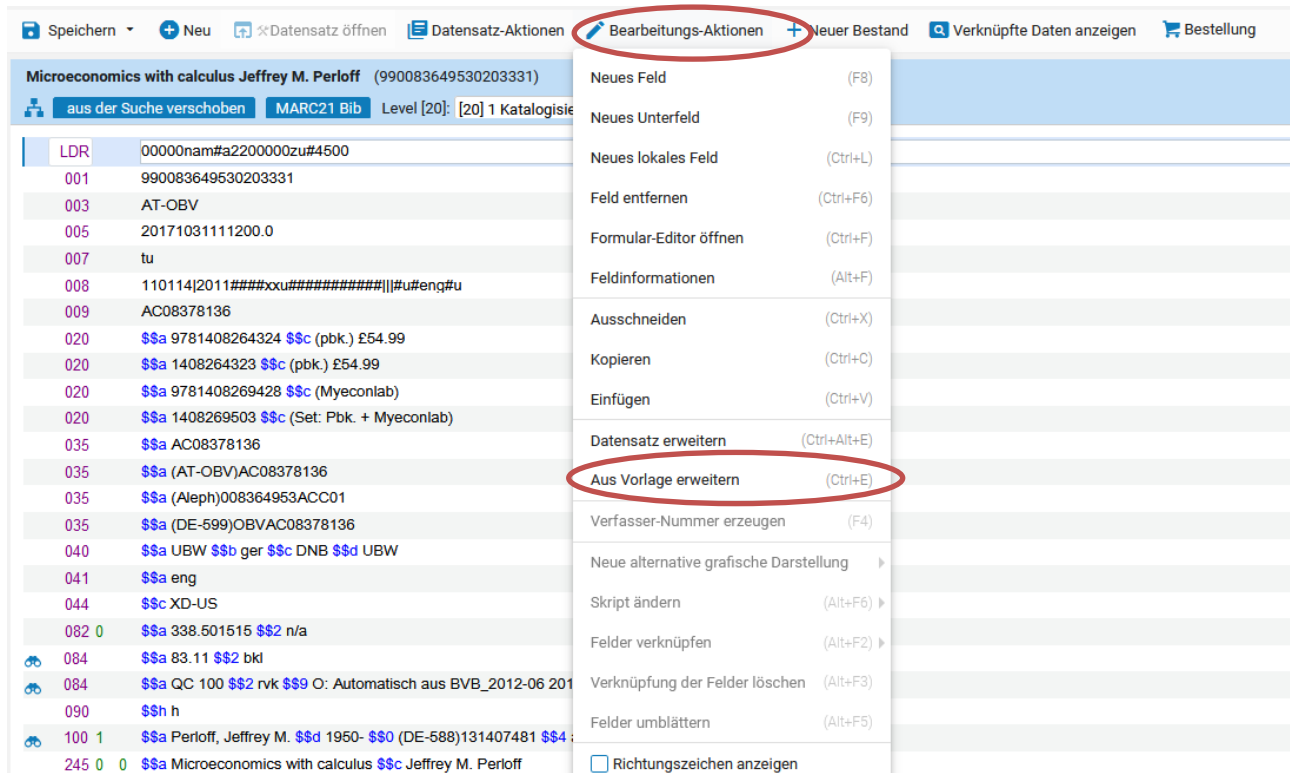 Speichern Neu Datensatz öffnen Datensatz-Aktionen Bearbeitungs-Aktionen Neuer Bestand Verknüpfte Daten anzeigen Bestellung
Microeconomics with calculus Jeffrey M. Perloff (990083649530203331)
aus der Suche verschoben MARC21 Bib Level [20]: [20] 1 Katalogisie
LDR 00000nam#a2200000zu#4500
001 990083649530203331
003 AT-OBV
005 20171031111200.0
007 tu
008 110114|2011####xxu###########|||#u#eng#u
009 AC08378136
020 $$a 9781408264324 $$c (pbk.) £54.99
020 $$a 1408264323 $$c (pbk.) £54.99
020 $$a 9781408269428 $$c (Myeconlab)
020 $$a 1408269503 $$c (Set: Pbk. + Myeconlab)
035 $$a AC08378136
035 $$a (AT-OBV)AC08378136
035 $$a (Aleph)008364953ACC01
035 $$a (DE-599)OBVAC08378136
040 $$a UBW $$b ger $$c DNB $$d UBW
041 $$a eng
044 $$c XD-US
082 0 $$a 338.501515 $$2 n/a
084 $$a 83.11 $$2 bkl
084 $$a QC 100 $$2 rvk $$9 O: Automatisch aus BVB_2012-06 201
090 $$h h
100 1 $$a Perloff, Jeffrey M. $$d 1950- $$0 (DE-588)131407481 $$4
245 0 0 $$a Microeconomics with calculus $$c Jeffrey M. Perloff
Neues Feld (F8)
Neues Unterfeld (F9)
Neues lokales Feld (Ctrl+L)
Feld entfernen (Ctrl+F6)
Formular-Editor öffnen (Ctrl+F)
Feldinformationen (Alt+F)
Ausschneiden (Ctrl+X)
Kopieren (Ctrl+C)
Einfügen (Ctrl+V)
Datensatz erweitern (Ctrl+Alt+E)
Aus Vorlage erweitern (Ctrl+E)
Verfasser-Nummer erzeugen (F4)
Neue alternative grafische Darstellung
Skript ändern (Alt+F6)
Felder verknüpfen (Alt+F2)
Verknüpfung der Felder löschen (Alt+F3)
Felder umblättern (Alt+F5)
Richtungszeichen anzeigen